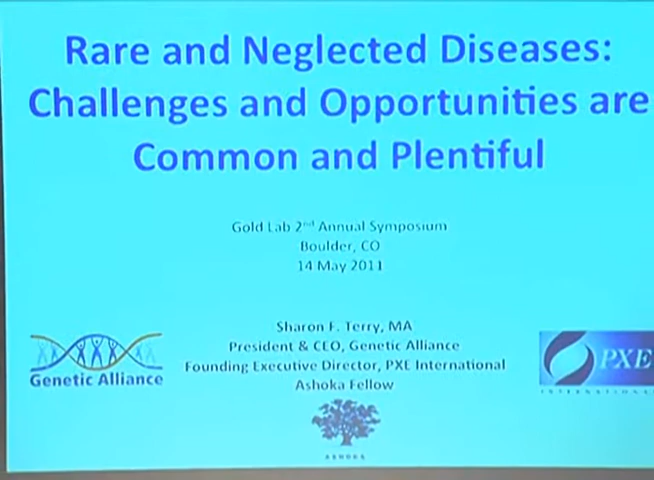 Rare and Neglected Diseases:
Challenges and Opportunities are
Common and Plentiful
Gold Lab 2nd Annual Symposium
Boulder, CO
14 May 2011
Sharon F. Terry, MA
President & CEO, Genetic Alliance
Founding Executive Director, PXE International
Ashoka Fellow
Genetic Alliance
PXE
INTERNATIONAL
ASHOKA